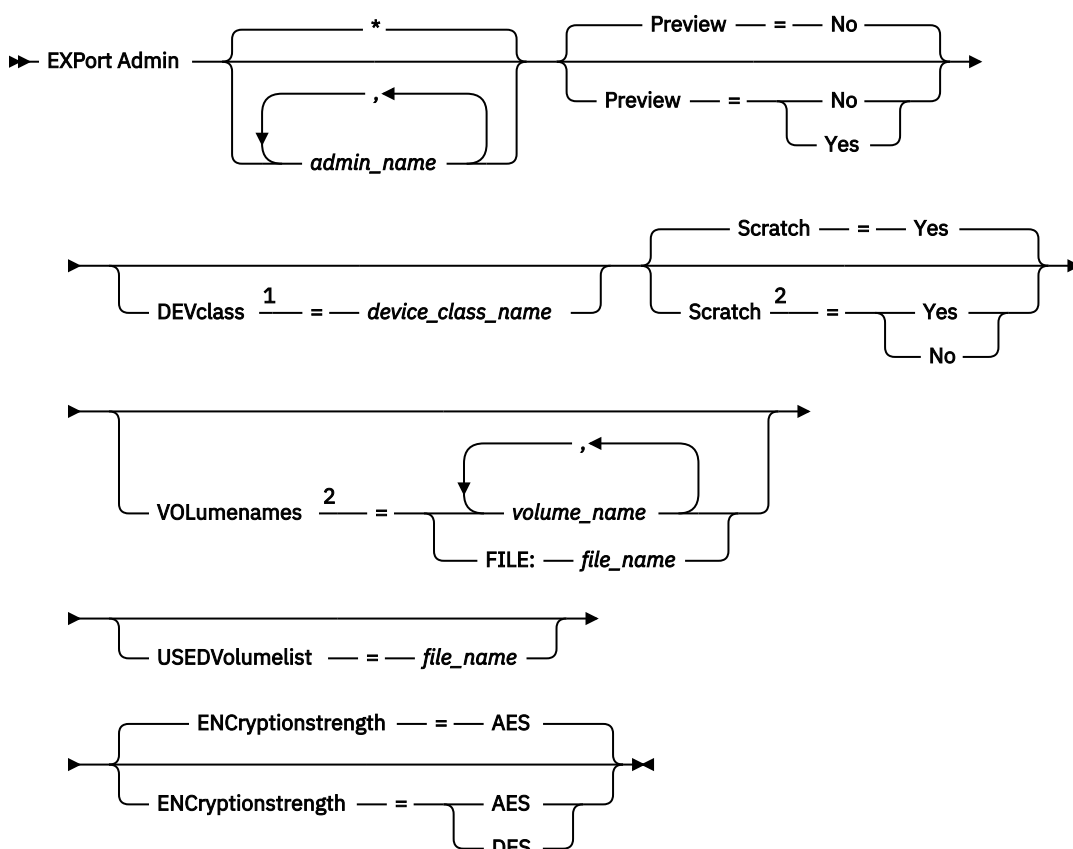 *
Preview = No
EXPort Admin
,
Preview = No
Yes
admin_name
Scratch = Yes
DEVclass 1 = device_class_name
Scratch 2 = Yes
No
,
VOLumenames 2 = volume_name
FILE: file_name
USEDVolumelist = file_name
ENCryptionstrength = AES
ENCryptionstrength = AES
DES